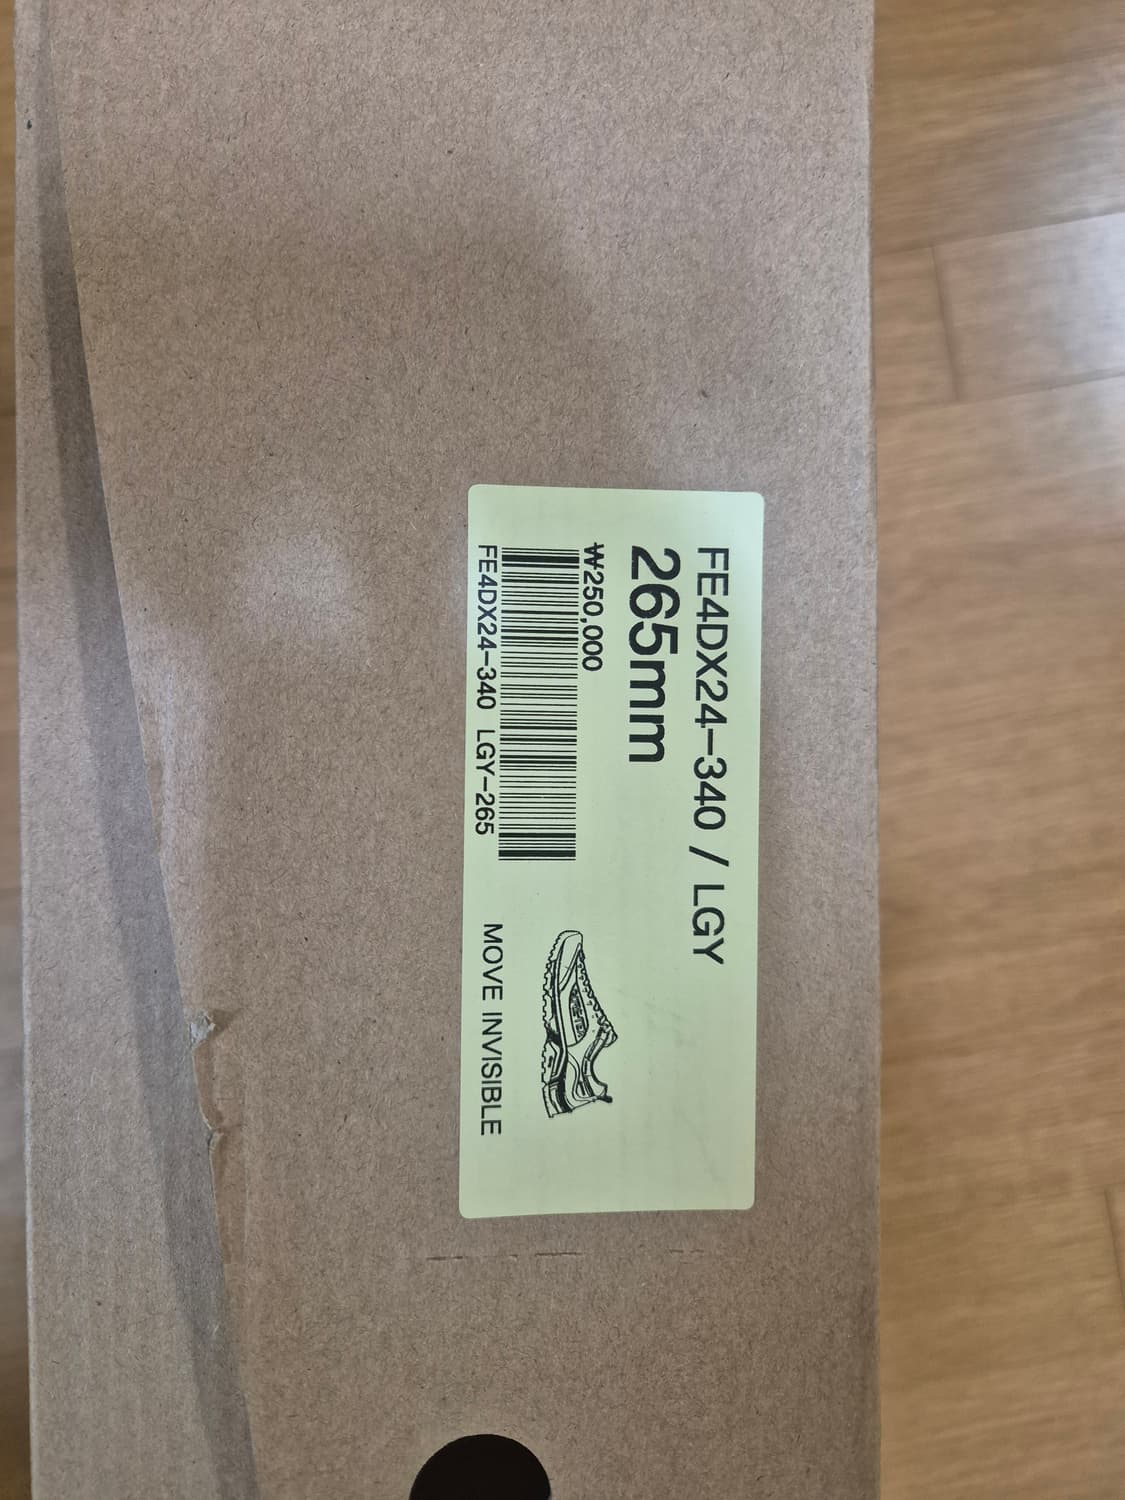 FE4DX24-340 / LGY
265mm
₩250,000
FE4DX24-340 LGY-265
MOVE INVISIBLE